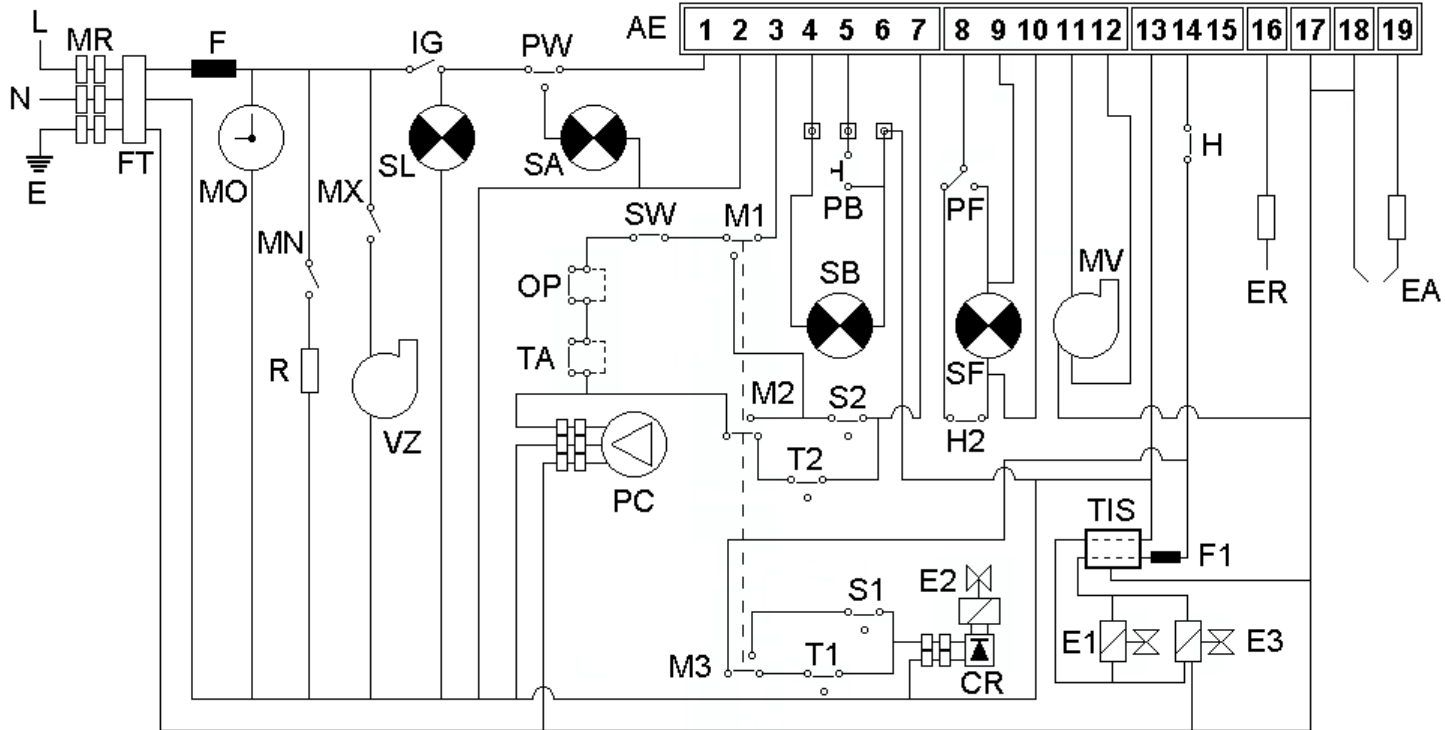 L MR F IG PW AE 1 2 3 4 5 6 7 8 9 10 11 12 13 14 15 16 17 18 19
N
E FT MO SL SA H
MX PB PF
MN SW M1
OP SB MV ER EA
TA
R VZ M2 S2 SF
H2
PC T2
TIS F1
E2 S1
E1 E3
M3 T1 CR